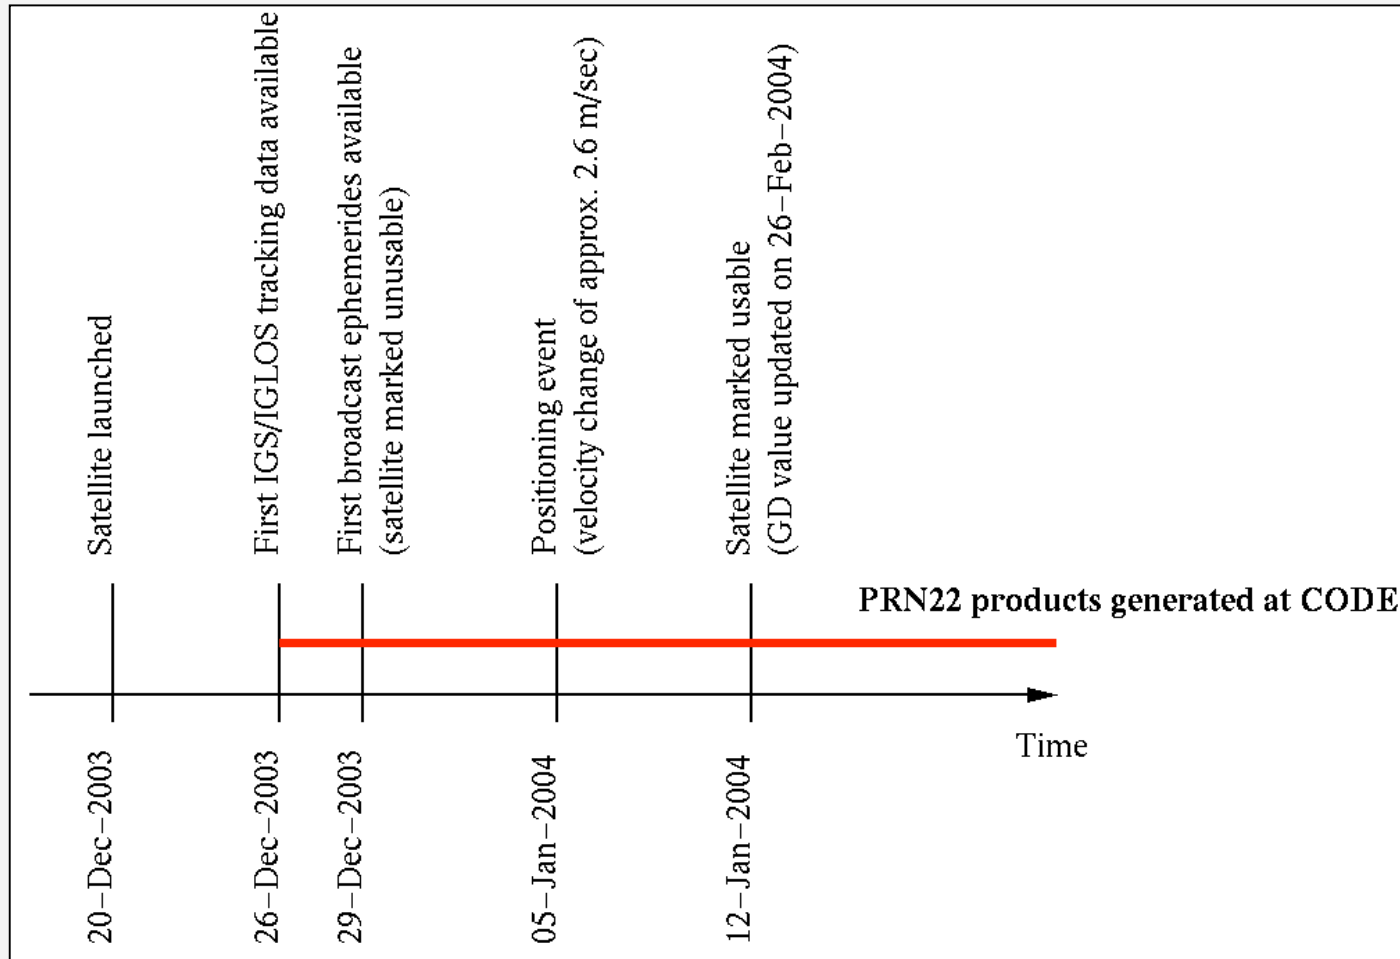 Satellite launched
First IGS/IGLOS tracking data available
First broadcast ephemerides available
(satellite marked unusable)
Positioning event
(velocity change of approx. 2.6 m/sec)
Satellite marked usable
(GD value updated on 26−Feb−2004)
PRN22 products generated at CODE
Time
20−Dec−2003
26−Dec−2003
29−Dec−2003
05−Jan−2004
12−Jan−2004